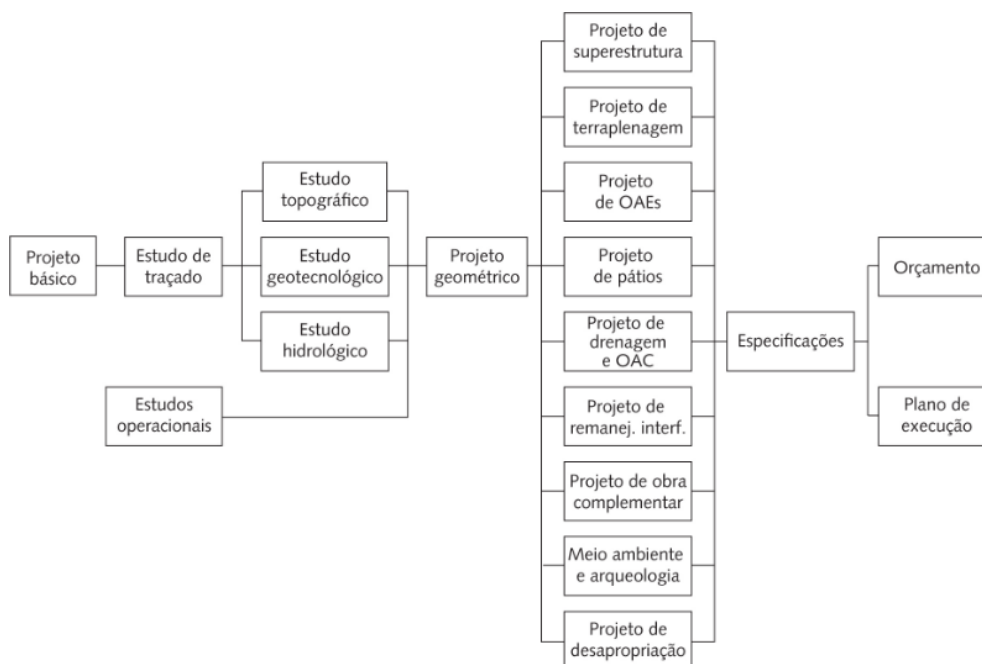 Projeto
básico
Estudo de
traçado
Estudo
topográfico
Estudo
geotecnológico
Estudo
hidrológico
Estudos
operacionais
Projeto
geométrico
Projeto de
superestrutura
Projeto de
terraplenagem
Projeto
de OAEs
Projeto
de pátios
Projeto de
drenagem
e OAC
Projeto de
remanej. interf.
Projeto de obra
complementar
Meio ambiente
e arqueologia
Projeto de
desapropriação
Especificações
Orçamento
Plano de
execução